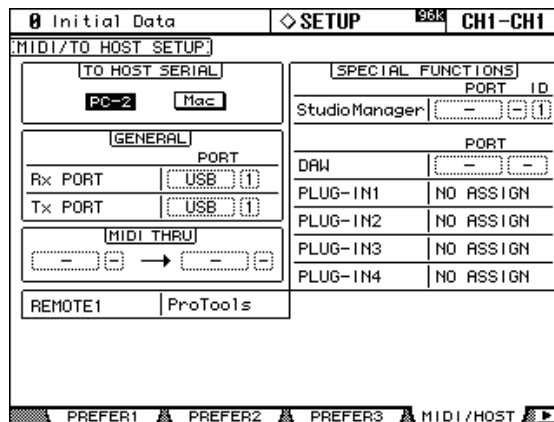 0 Initial Data ◇SETUP 96k CH1-CH1
MIDI/TO HOST SETUP
TO HOST SERIAL
PC-2 Mac
GENERAL
PORT
Rx PORT USB 1
Tx PORT USB 1
MIDI THRU
- - → - -
REMOTE1 ProTools
SPECIAL FUNCTIONS
PORT ID
StudioManager - - 1
PORT
DAW - -
PLUG-IN1 NO ASSIGN
PLUG-IN2 NO ASSIGN
PLUG-IN3 NO ASSIGN
PLUG-IN4 NO ASSIGN
PREFER1 PREFER2 PREFER3 MIDI/HOST